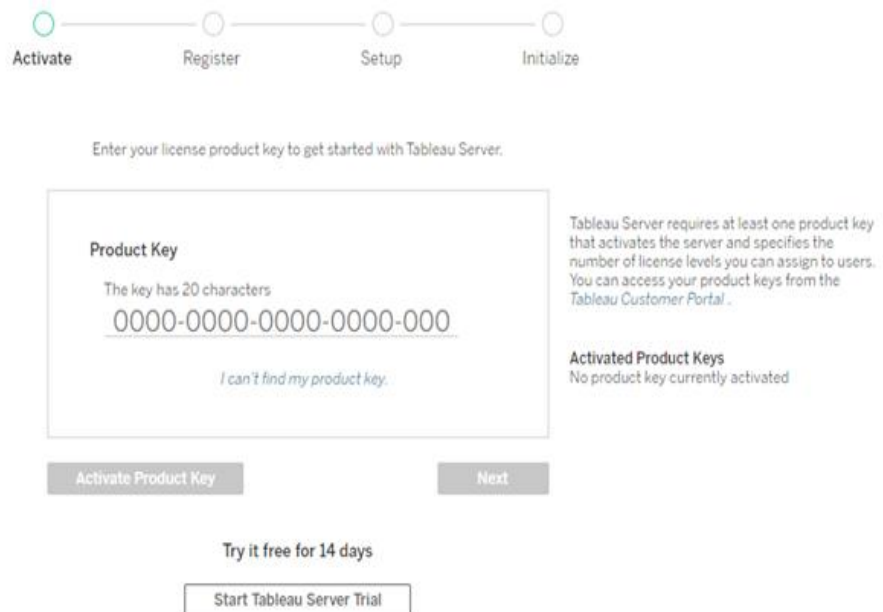 Activate
Register
Setup
Initialize
Enter your license product key to get started with Tableau Server.
Product Key
The key has 20 characters
0000-0000-0000-0000-000
I can't find my product key.
Tableau Server requires at least one product key
that activates the server and specifies the
number of license levels you can assign to users.
You can access your product keys from the
Tableau Customer Portal .
Activated Product Keys
No product key currently activated
Activate Product Key
Next
Try it free for 14 days
Start Tableau Server Trial